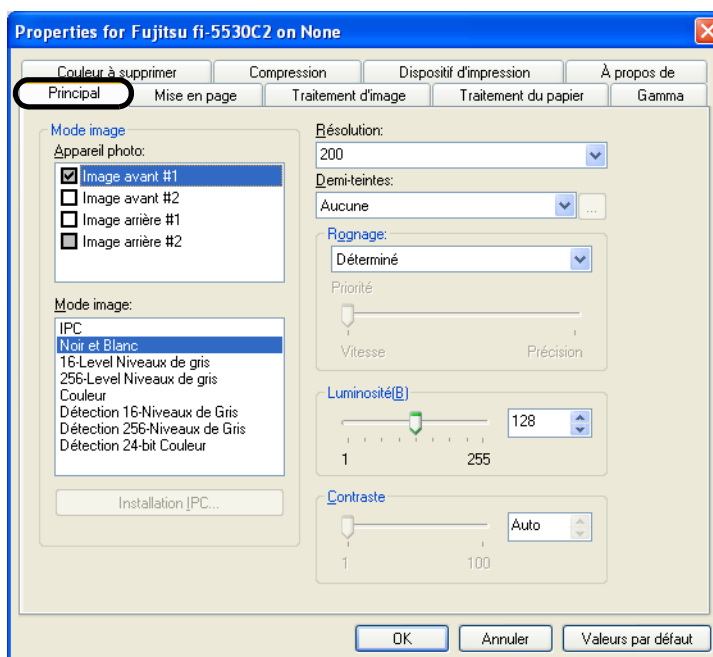 Properties for Fujitsu fi-5530C2 on None
Couleur à supprimer
Compression
Dispositif d'impression
À propos de
Principal
Mise en page
Traitement d'image
Traitement du papier
Gamma
Mode image
Appareil photo:
Image avant #1
Image avant #2
Image arrière #1
Image arrière #2
Mode image:
IPC
Noir et Blanc
16-Level Niveaux de gris
256-Level Niveaux de gris
Couleur
Détection 16-Niveaux de Gris
Détection 256-Niveaux de Gris
Détection 24-bit Couleur
Installation IPC...
Résolution:
200
Demi-teintes:
Aucune
...
Rognage:
Déterminé
Priorité
Vitesse
Précision
Luminosité(B)
128
1
255
Contraste
Auto
1
100
OK
Annuler
Valeurs par défaut